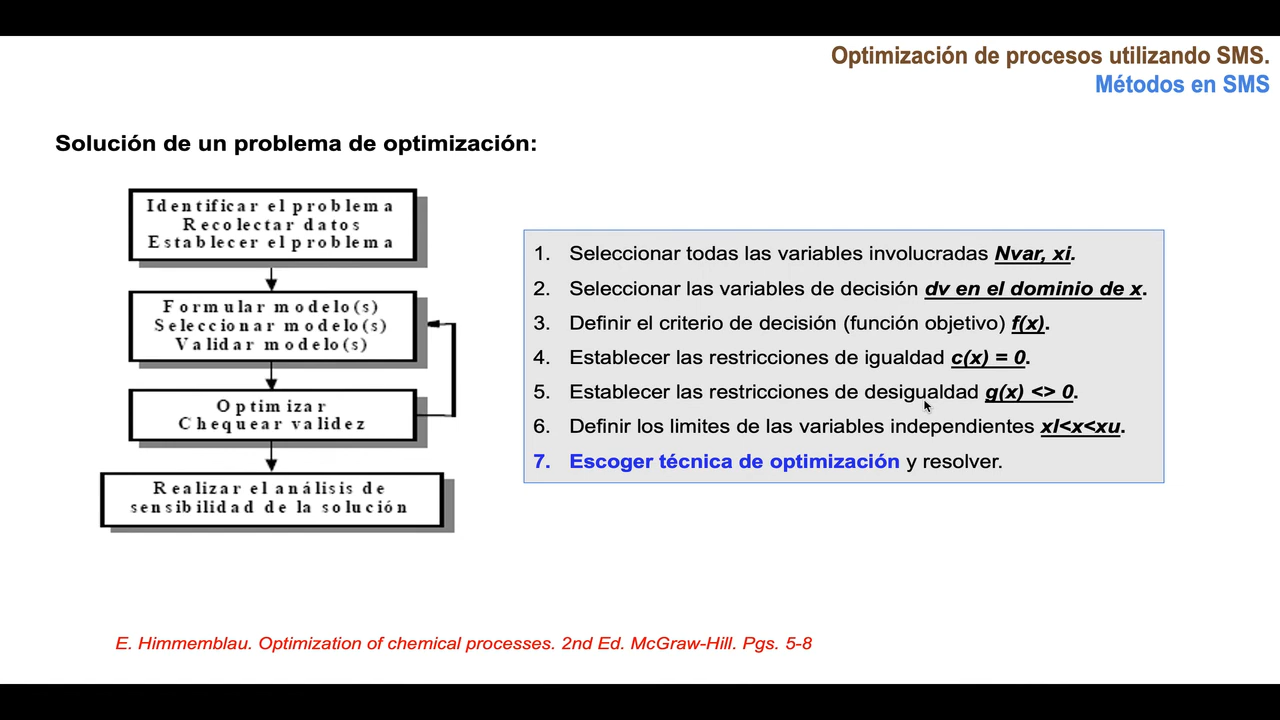 Optimización de procesos utilizando SMS.
Métodos en SMS
Solución de un problema de optimización:
Identificar el problema
Recolectar datos
Establecer el problema
Formular modelo(s)
Seleccionar modelo(s)
Validar modelo(s)
Optimizar
Chequear validez
Realizar el análisis de
sensibilidad de la solución
1. Seleccionar todas las variables involucradas Nvar, xi.
2. Seleccionar las variables de decisión dv en el dominio de x.
3. Definir el criterio de decisión (función objetivo) f(x).
4. Establecer las restricciones de igualdad c(x) = 0.
5. Establecer las restricciones de desigualdad g(x) <> 0.
6. Definir los limites de las variables independientes xl<x<xu.
7. Escoger técnica de optimización y resolver.
E. Himmemblau. Optimization of chemical processes. 2nd Ed. McGraw-Hill. Pgs. 5-8